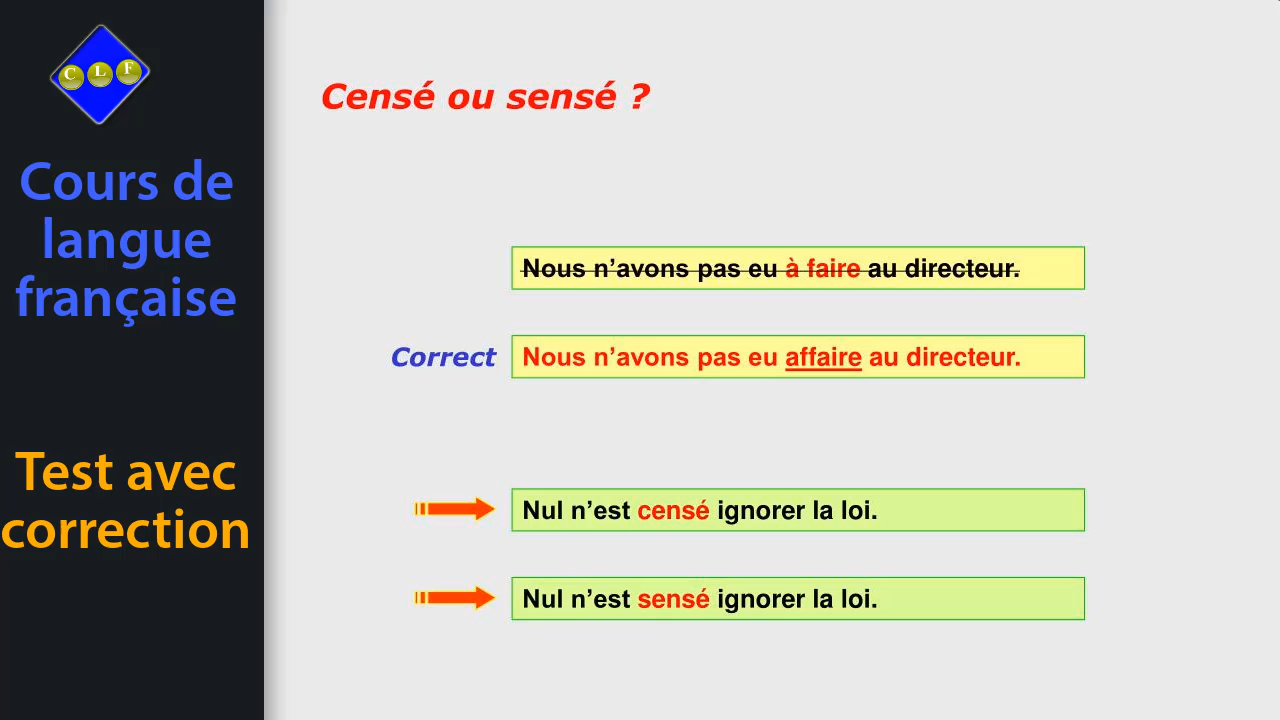 C L F
Cours de
langue
française
Test avec
correction
Censé ou sensé ?
Nous n’avons pas eu à faire au directeur.
Correct
Nous n’avons pas eu affaire au directeur.
Nul n’est censé ignorer la loi.
Nul n’est sensé ignorer la loi.